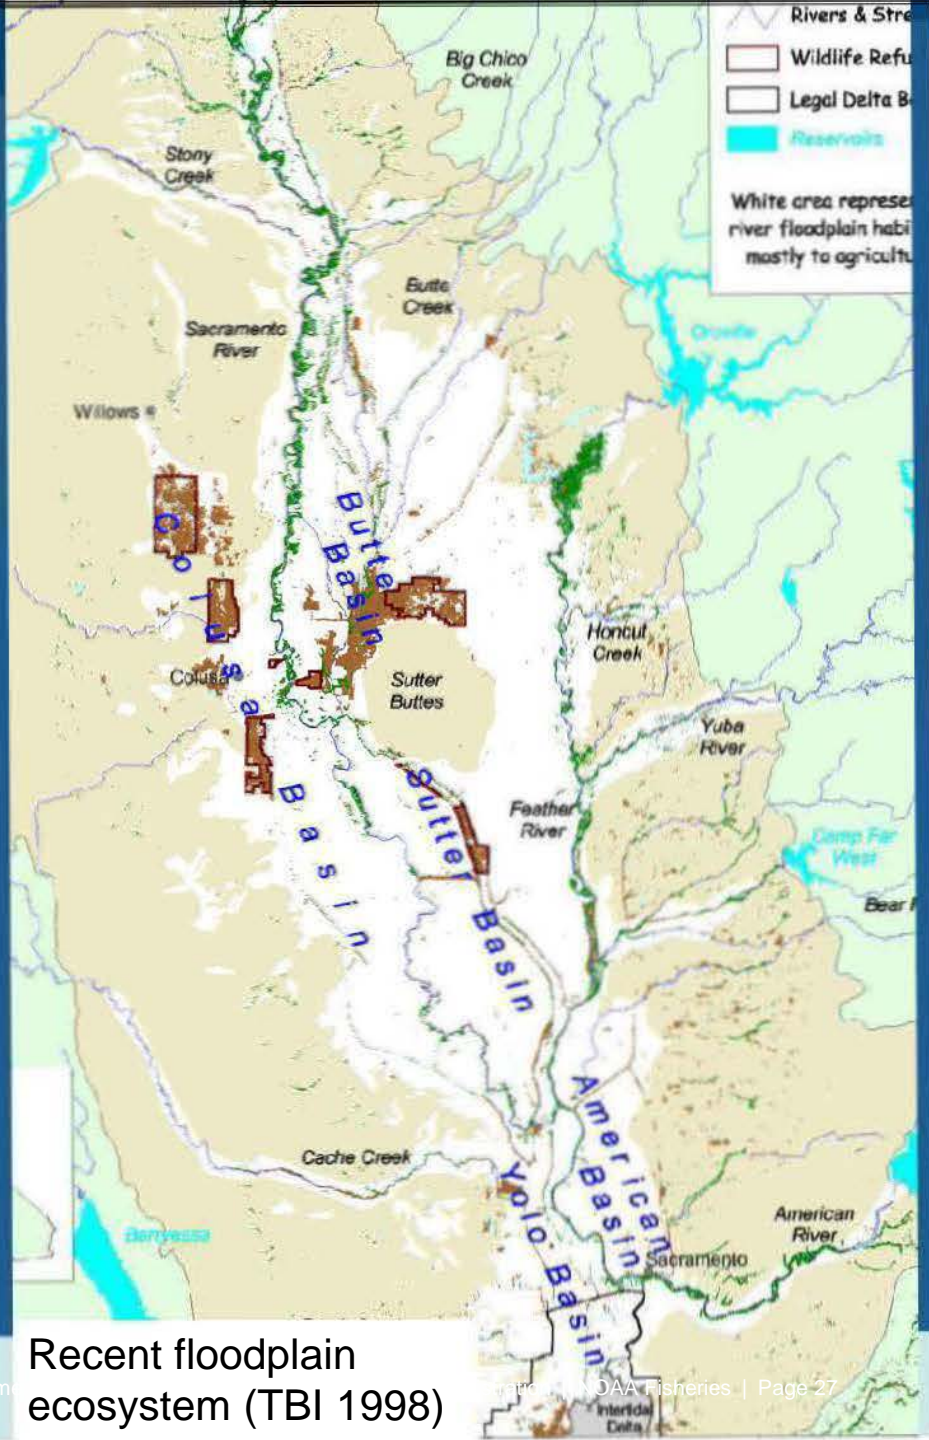 Rivers & Stre
Wildlife Refu
Legal Delta B
Reservoirs
White area represe
river floodplain habi
mostly to agricultu
Big Chico
Creek
Stony
Creek
Butte
Creek
Sacramento
River
Oroville
Willows
Butte
Basin
Colusa
Basin
Honcut
Creek
Colusa
Sutter
Buttes
Yuba
River
Sutter
Basin
Feather
River
Camp Far
West
Bear
American
Basin
Cache Creek
Yolo Basin
American
River
Berryessa
Sacramento
Recent floodplain
ecosystem (TBI 1998)
NOAA Fisheries | Page 27
Intertidal
Delta